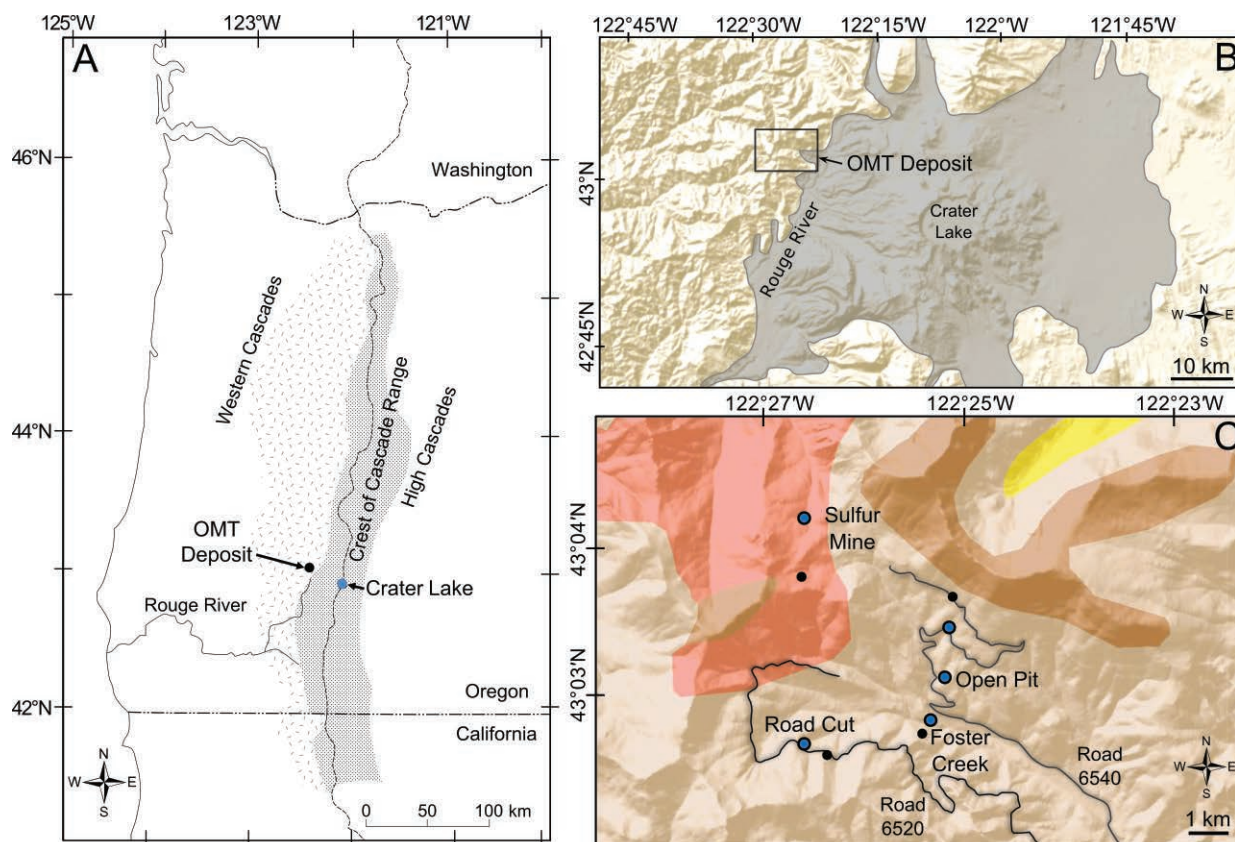 125°W
123°W
121°W
A
46°N
44°N
42°N
Washington
Western Cascades
Crest of Cascade Range
High Cascades
OMT
Deposit
Crater Lake
Rouge River
Oregon
California
N
W
E
S
0
50
100 km
122°45'W
122°30'W
122°15'W
122°W
121°45'W
B
43°N
42°45'N
OMT Deposit
Crater
Lake
Rouge River
N
W
E
S
10 km
122°27'W
122°25'W
122°23'W
C
43°04'N
43°03'N
Sulfur
Mine
Open Pit
Road Cut
Foster
Creek
Road
6540
Road
6520
N
W
E
S
1 km